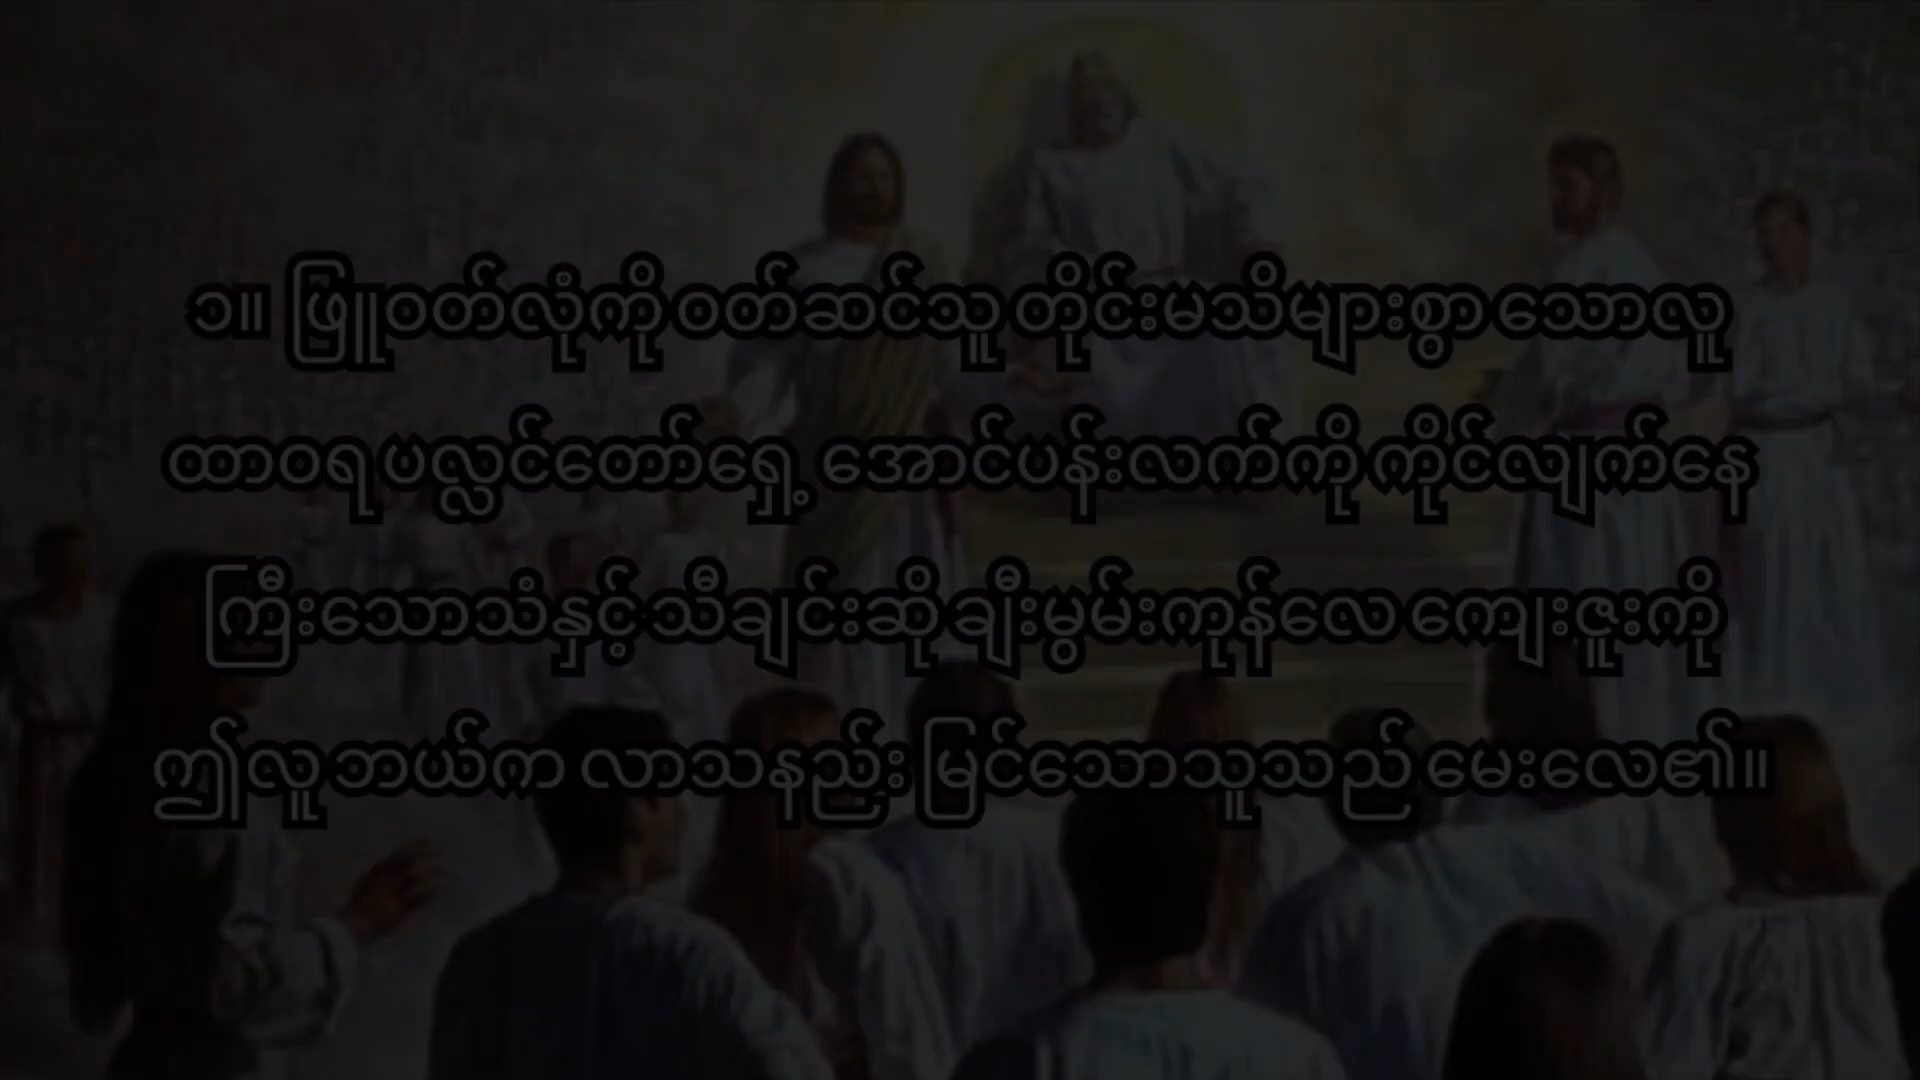 ၁။ ဖြူဝတ်လုံကိုဝတ်ဆင်သူ တိုင်းမသိများစွာသောလူ
ထာဝရပလ္လင်တော်ရှေ့ အောင်ပန်းလက်ကိုကိုင်လျက်နေ
ကြီးသောသံနှင့်သီချင်းဆို ချီးမွမ်းကုန်လေကျေးဇူးကို
ဤလူဘယ်က လာသနည်း မြင်သောသူသည် မေးလေ၏။